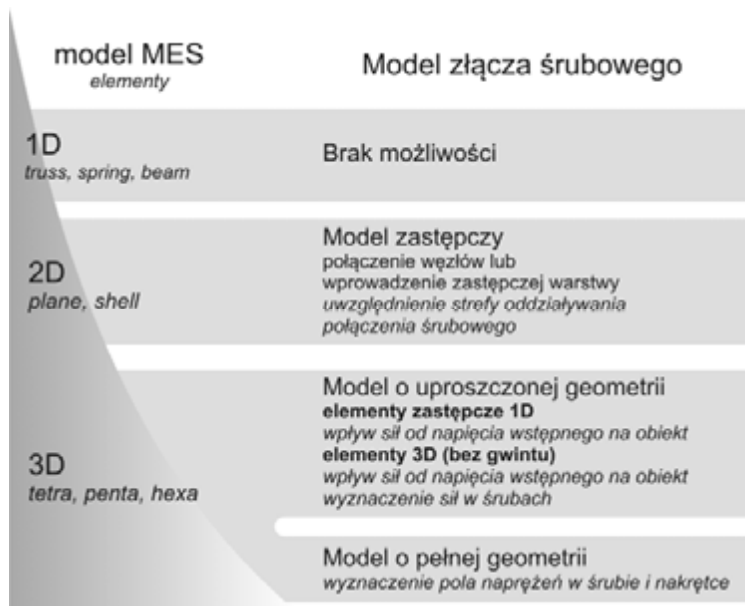 model MES
elementy
Model złącza śrubowego
1D
truss, spring, beam
Brak możliwości
2D
plane, shell
Model zastępczy
połączenie węzłów lub
wprowadzenie zastępczej warstwy
uwzględnienie strefy oddziaływania
połączenia śrubowego
3D
tetra, penta, hexa
Model o uproszczonej geometrii
elementy zastępcze 1D
wpływ sił od napięcia wstępnego na obiekt
elementy 3D (bez gwintu)
wpływ sił od napięcia wstępnego na obiekt
wyznaczenie sił w śrubach
Model o pełnej geometrii
wyznaczenie pola naprężeń w śrubie i nakrętce